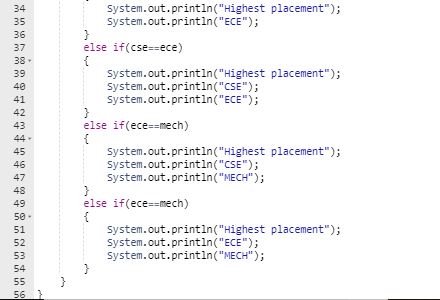 34 System.out.println("Highest placement");
35 System.out.println("ECE");
36 }
37 else if(cse==ece)
38 {
39 System.out.println("Highest placement");
40 System.out.println("CSE");
41 System.out.println("ECE");
42 }
43 else if(ece==mech)
44 {
45 System.out.println("Highest placement");
46 System.out.println("CSE");
47 System.out.println("MECH");
48 }
49 else if(ece==mech)
50 {
51 System.out.println("Highest placement");
52 System.out.println("ECE");
53 System.out.println("MECH");
54 }
55 }
56 }